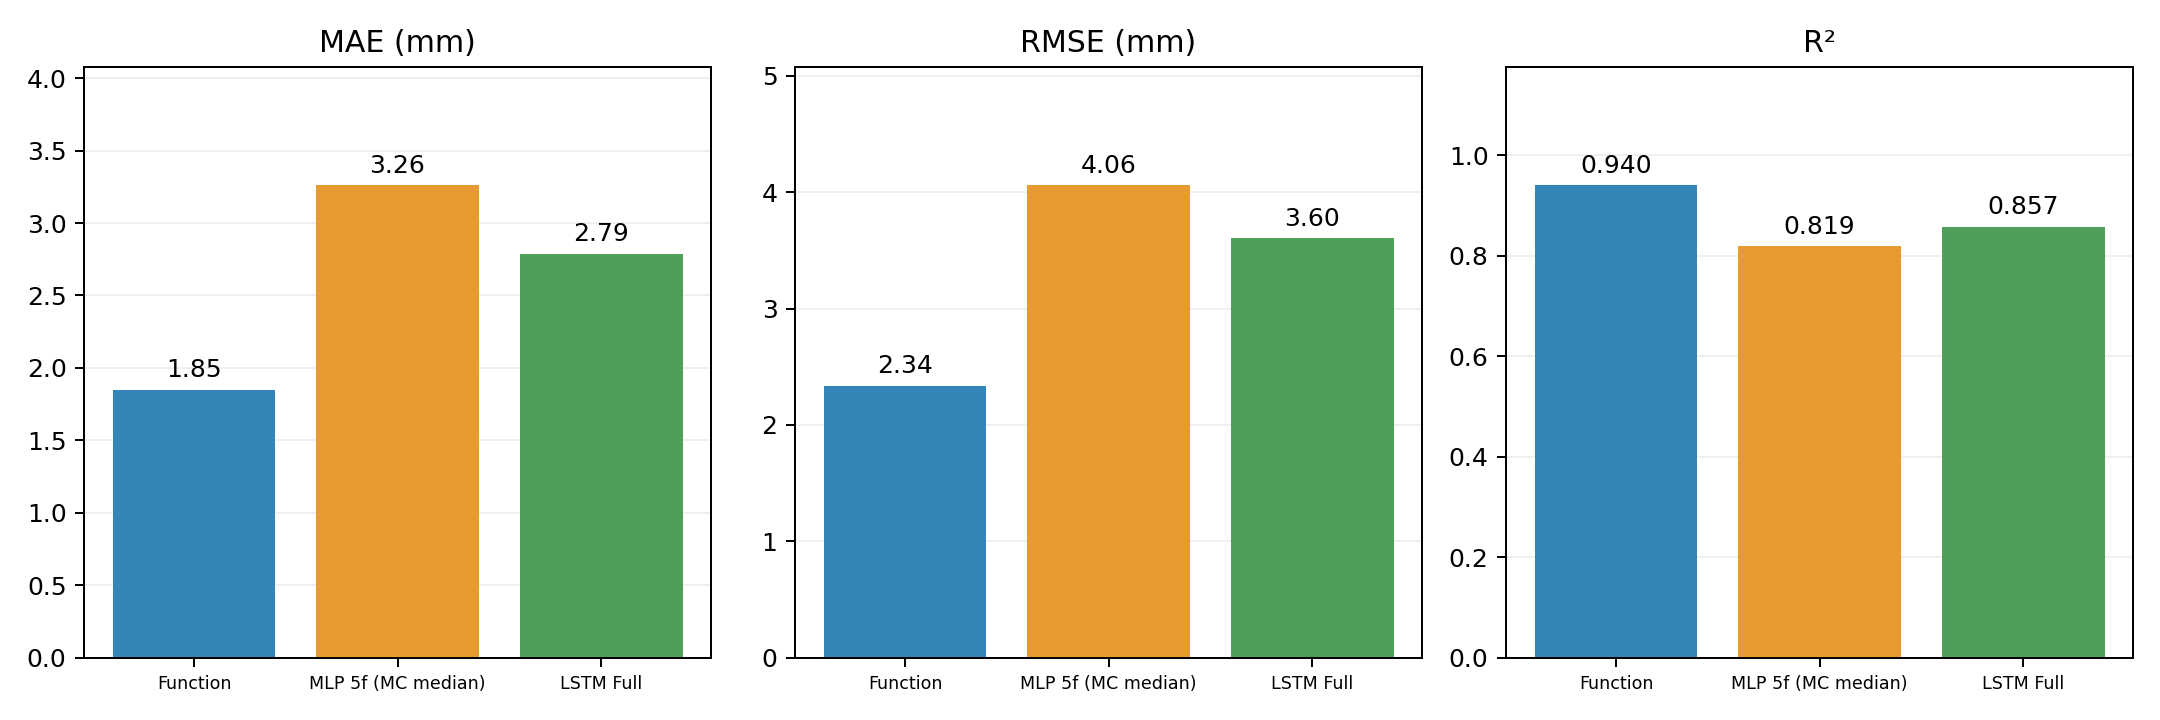 MAE (mm)
4.0
3.5
3.0
2.5
2.0
1.5
1.0
0.5
0.0
1.85
3.26
2.79
Function
MLP 5f (MC median)
LSTM Full
RMSE (mm)
5
4
3
2
1
0
2.34
4.06
3.60
Function
MLP 5f (MC median)
LSTM Full
R²
1.0
0.8
0.6
0.4
0.2
0.0
0.940
0.819
0.857
Function
MLP 5f (MC median)
LSTM Full